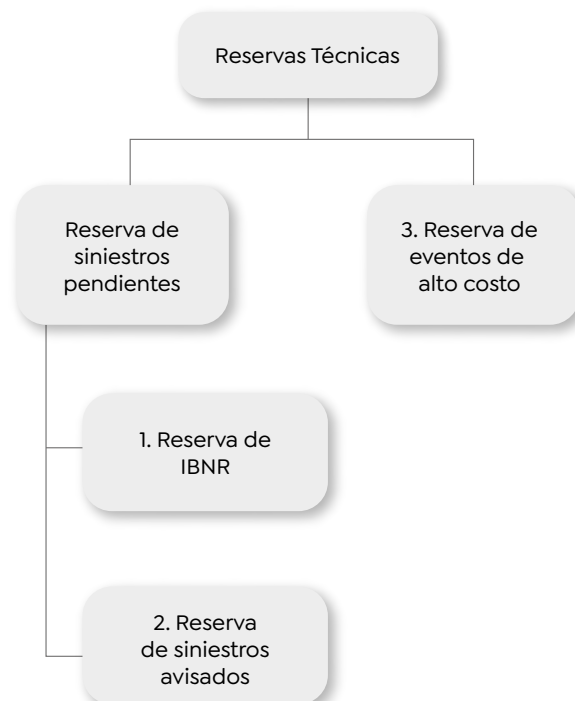 Reservas Técnicas
Reserva de
siniestros
pendientes
3. Reserva de
eventos de
alto costo
1. Reserva de
IBNR
2. Reserva
de siniestros
avisados